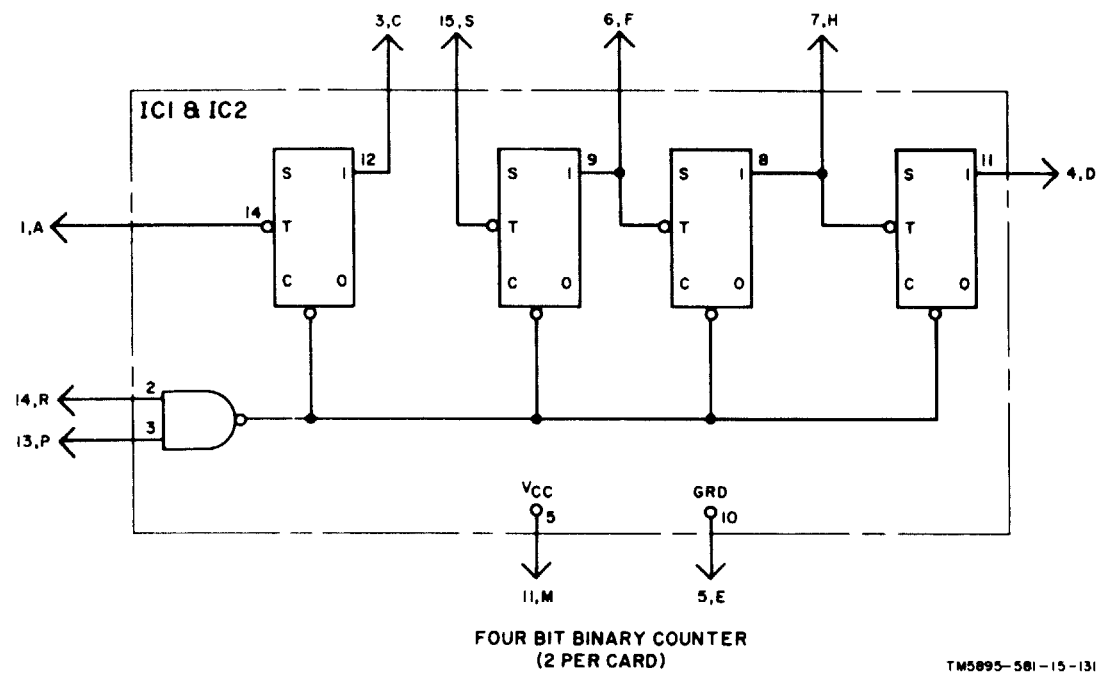 3,C 15,S 6,F 7,H
IC1 & IC2
12 9 8 11
S 1 S 1 S 1 S 1
4,D
14
1,A
T T T T
C 0 C 0 C 0 C 0
2
14,R
3
13,P
VCC GRD
5 10
11,M 5,E
FOUR BIT BINARY COUNTER
(2 PER CARD)
TM5895-581-15-131